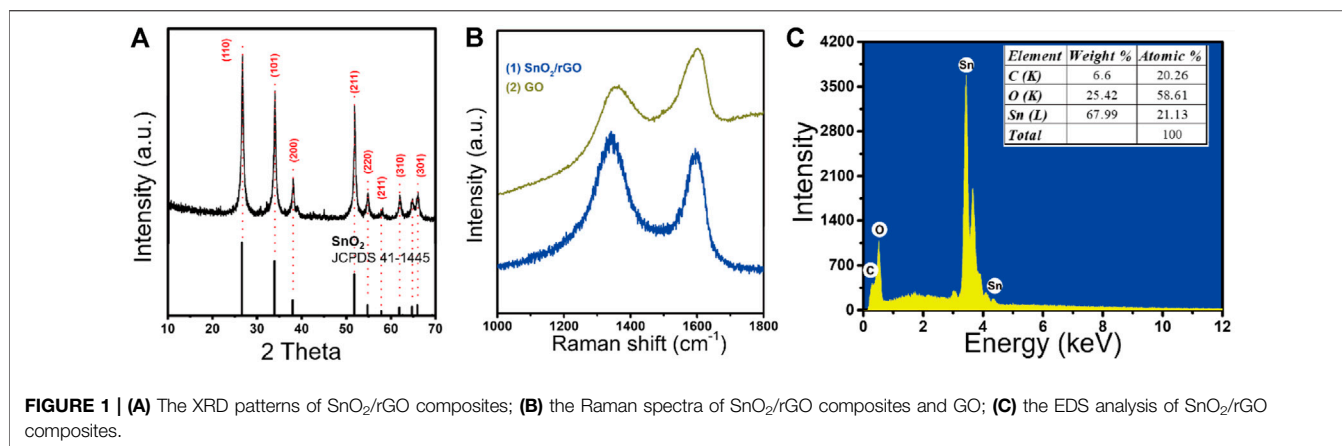 A
Intensity (a.u.)
(110)
(101)
(200)
(211)
(220)
(211)
(310)
(301)
SnO2
JCPDS 41-1445
10 20 30 40 50 60 70
2 Theta
B
Intensity (a.u.)
(1) SnO2/rGO
(2) GO
1000 1200 1400 1600 1800
Raman shift (cm-1)
C
Intensity
4200
3600
2800
2100
1400
700
0
Sn
O
C
Sn
Element Weight % Atomic %
C (K) 6.6 20.26
O (K) 25.42 58.61
Sn (L) 67.99 21.13
Total 100
0 2 4 6 8 10 12
Energy (keV)
FIGURE 1 | (A) The XRD patterns of SnO2/rGO composites; (B) the Raman spectra of SnO2/rGO composites and GO; (C) the EDS analysis of SnO2/rGO
composites.